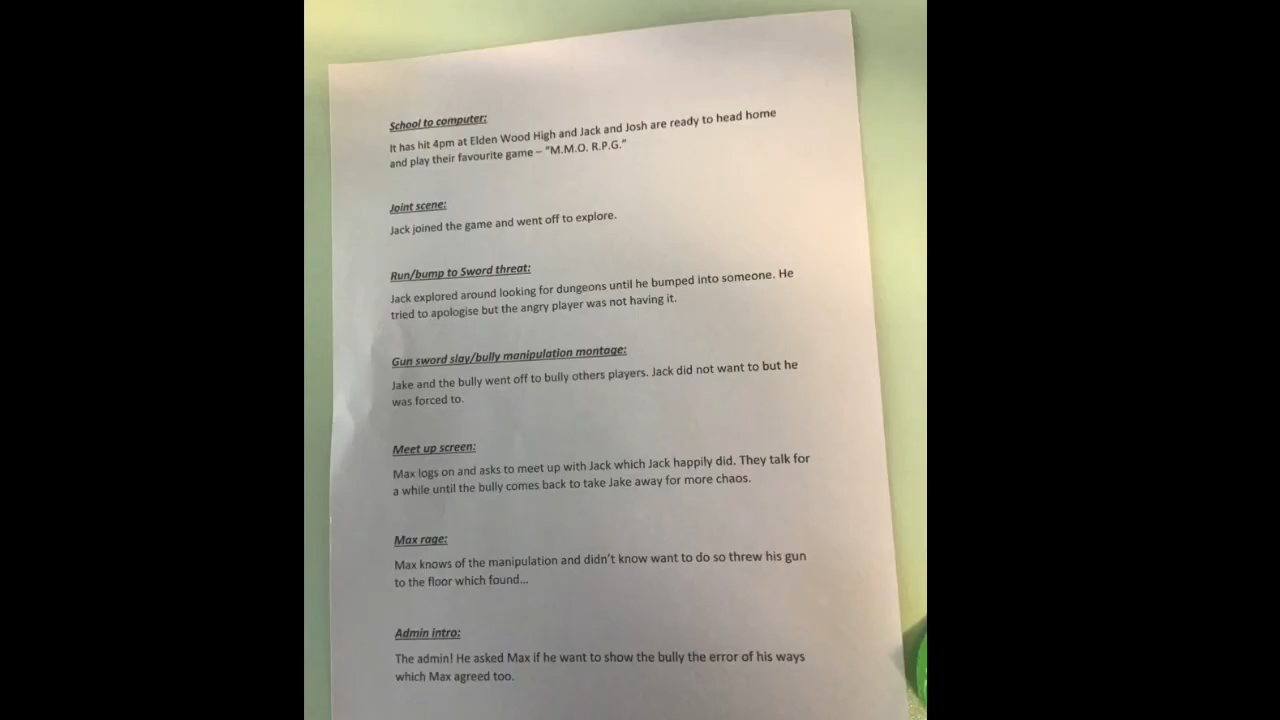 School to computer:
It has hit 4pm at Elden Wood High and Jack and Josh are ready to head home
and play their favourite game – "M.M.O. R.P.G."
Joint scene:
Jack joined the game and went off to explore.
Run/bump to Sword threat:
Jack explored around looking for dungeons until he bumped into someone. He
tried to apologise but the angry player was not having it.
Gun sword slay/bully manipulation montage:
Jake and the bully went off to bully others players. Jack did not want to but he
was forced to.
Meet up screen:
Max logs on and asks to meet up with Jack which Jack happily did. They talk for
a while until the bully comes back to take Jake away for more chaos.
Max rage:
Max knows of the manipulation and didn't know want to do so threw his gun
to the floor which found...
Admin intro:
The admin! He asked Max if he want to show the bully the error of his ways
which Max agreed too.